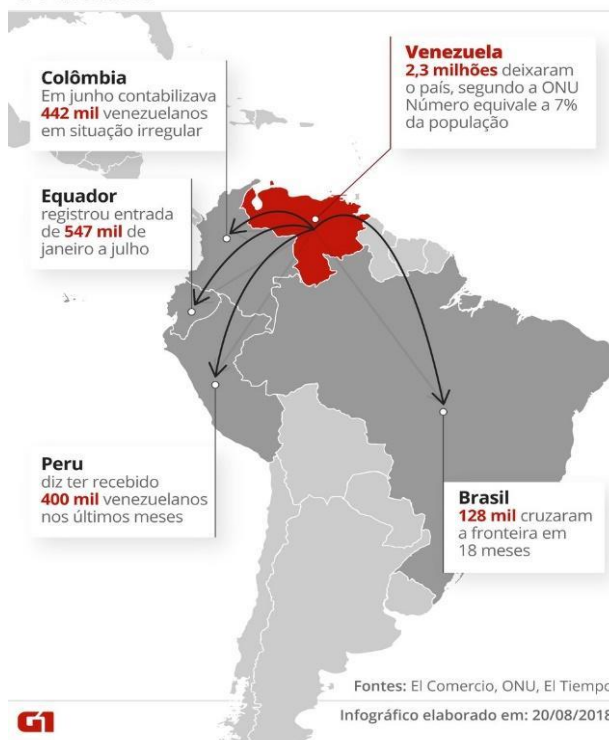 Venezuela
2,3 milhões deixaram
o país, segundo a ONU
Número equivale a 7%
da população
Colômbia
Em junho contabilizava
442 mil venezuelanos
em situação irregular
Equador
registrou entrada
de 547 mil de
janeiro a julho
Peru
diz ter recebido
400 mil venezuelanos
nos últimos meses
Brasil
128 mil cruzaram
a fronteira em
18 meses
Fontes: El Comercio, ONU, El Tiempo
G1
Infográfico elaborado em: 20/08/2018